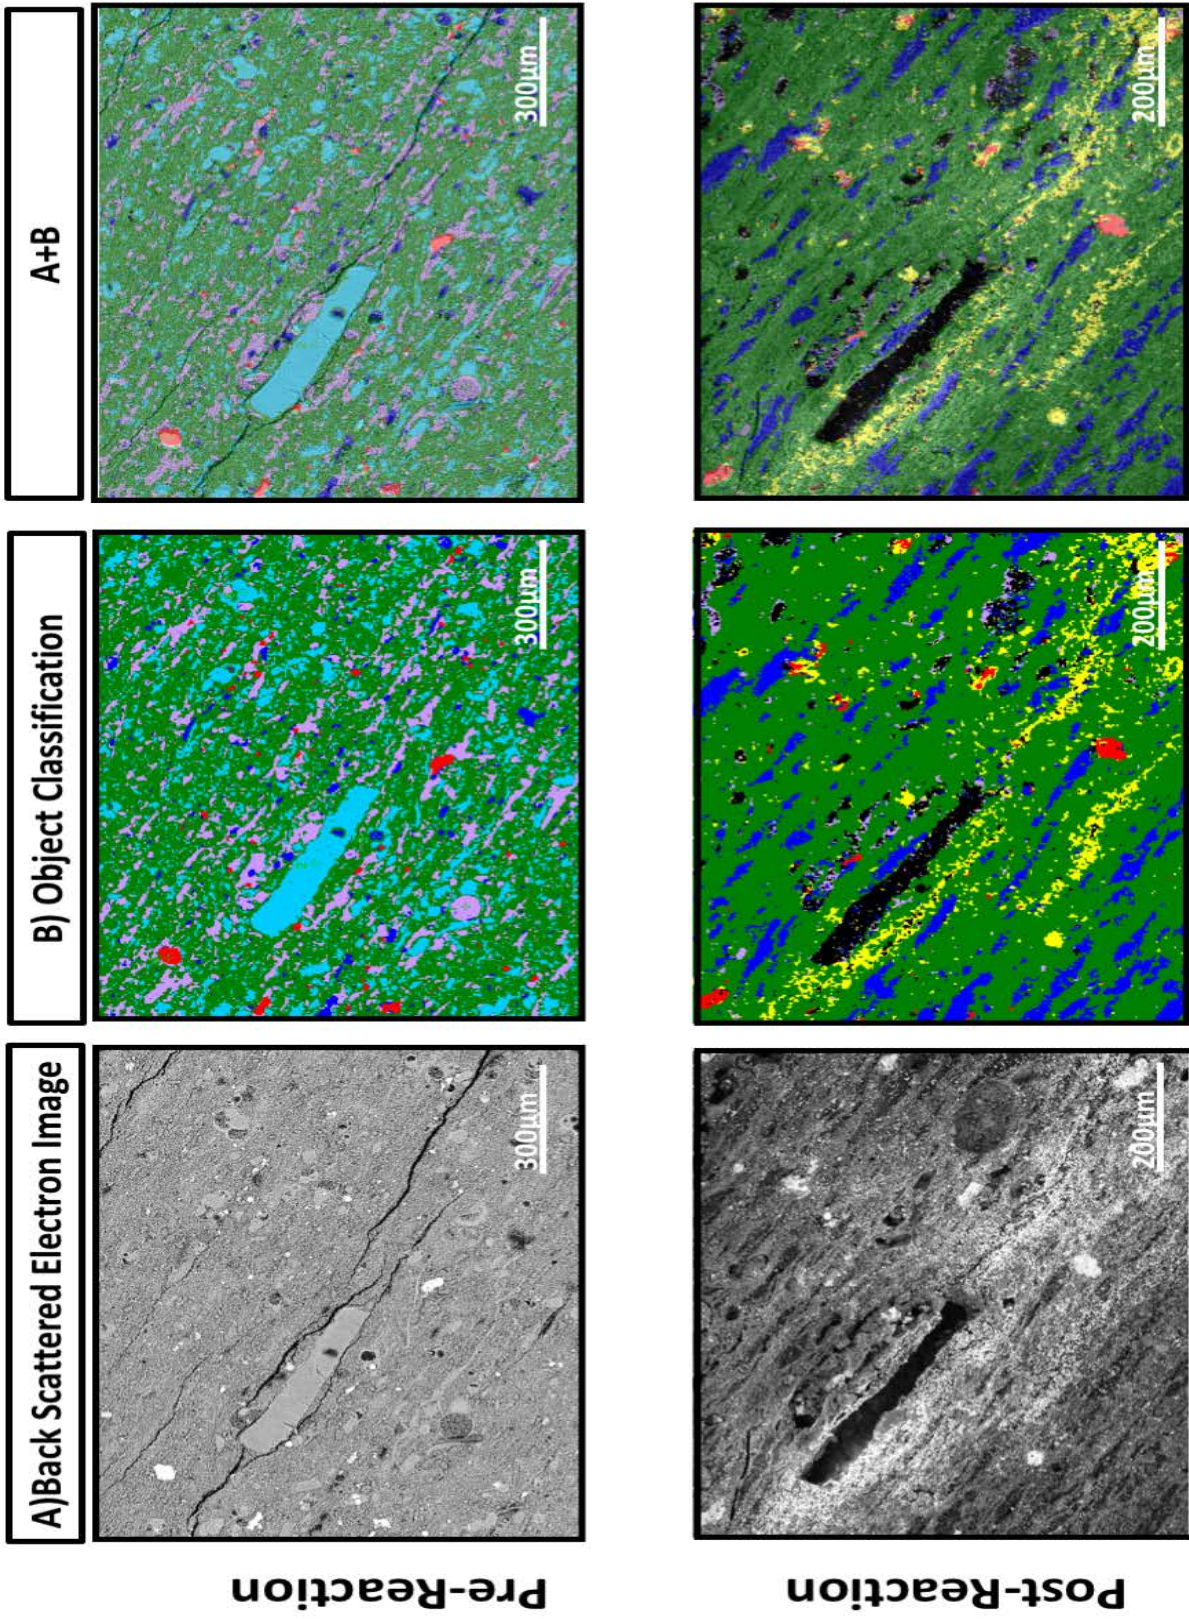 A)Back Scattered Electron Image
B) Object Classification
A+B
Pre-Reaction
300µm
300µm
300µm
Post-Reaction
200µm
200µm
200µm